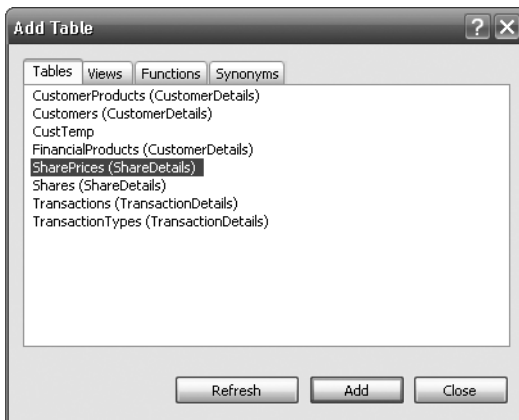 Add Table
Tables Views Functions Synonyms
CustomerProducts (CustomerDetails)
Customers (CustomerDetails)
CustTemp
FinancialProducts (CustomerDetails)
SharePrices (ShareDetails)
Shares (ShareDetails)
Transactions (TransactionDetails)
TransactionTypes (TransactionDetails)
Refresh Add Close